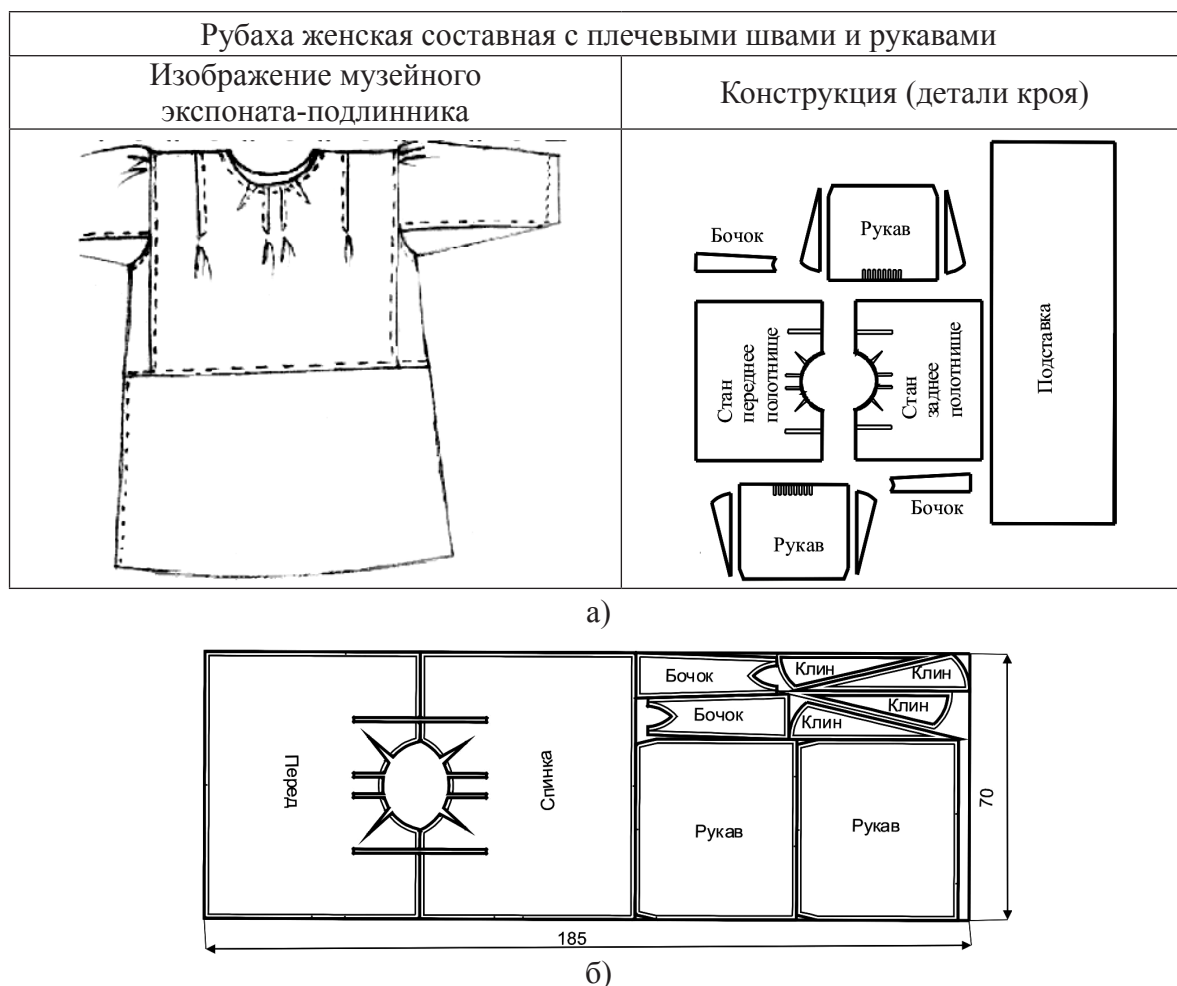 Рубаха женская составная с плечевыми швами и рукавами
Изображение музейного
экспоната-подлинника
Конструкция (детали кроя)
Бочок
Рукав
Подставка
Стан
переднее
полотнище
Стан
заднее
полотнище
Бочок
Рукав
а)
Бочок
Клин
Клин
Бочок
Клин
Клин
Перед
Спинка
Рукав
Рукав
70
185
б)